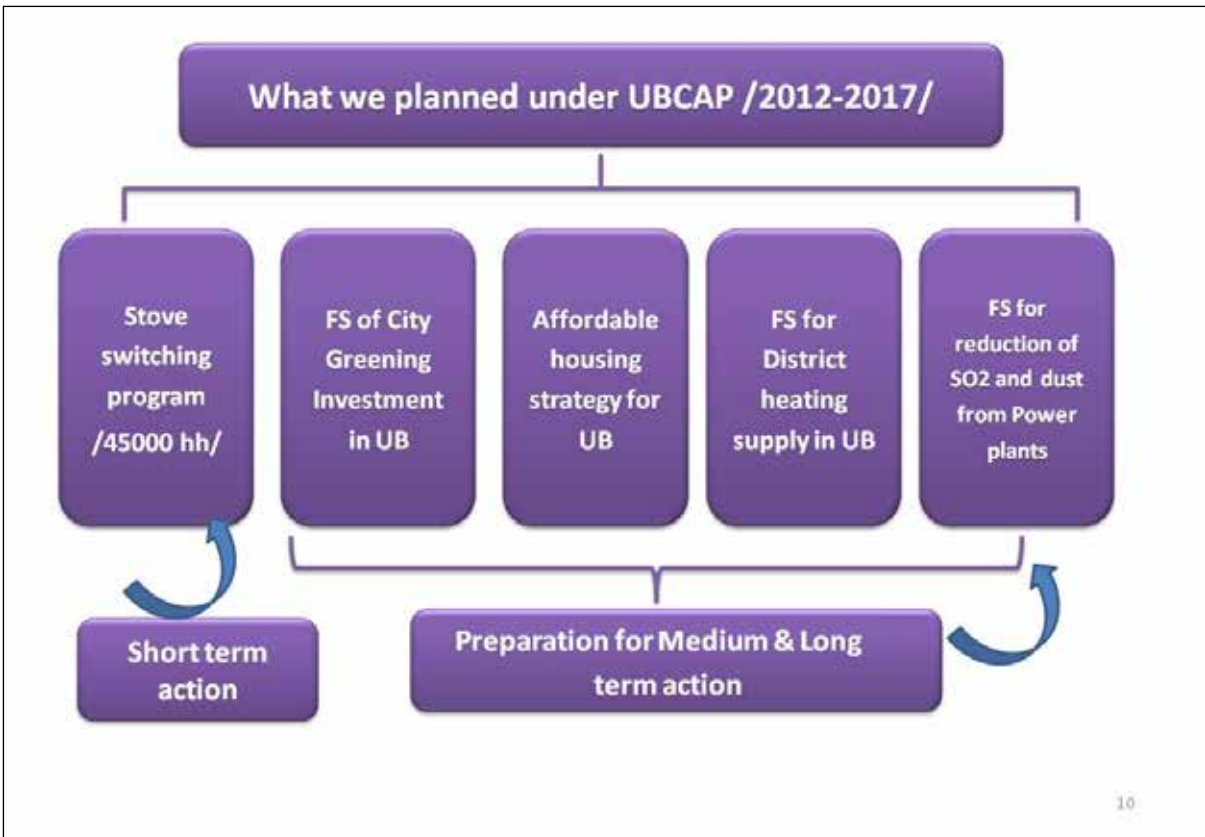 What we planned under UBCAP /2012-2017/
Stove
switching
program
/45000 hh/
FS of City
Greening
Investment
in UB
Affordable
housing
strategy for
UB
FS for
District
heating
supply in UB
FS for
reduction of
SO2 and dust
from Power
plants
Short term
action
Preparation for Medium & Long
term action
10